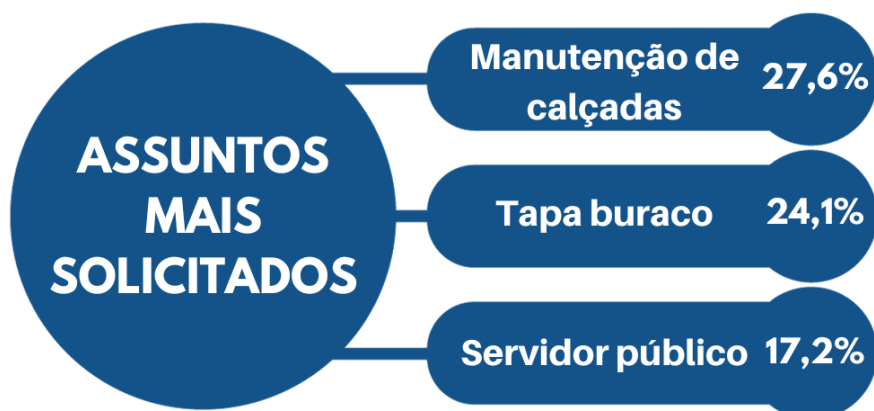 ASSUNTOS
MAIS
SOLICITADOS
Manutenção de
calçadas
27,6%
Tapa buraco
24,1%
Servidor público
17,2%